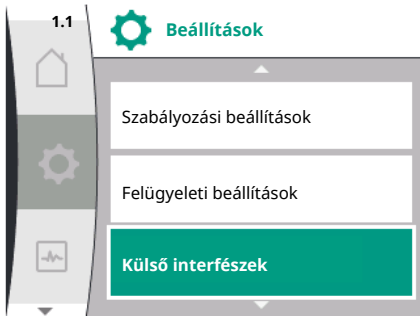 1.1
Beállítások
Szabályozási beállítások
Felügyeleti beállítások
Külső interfészek